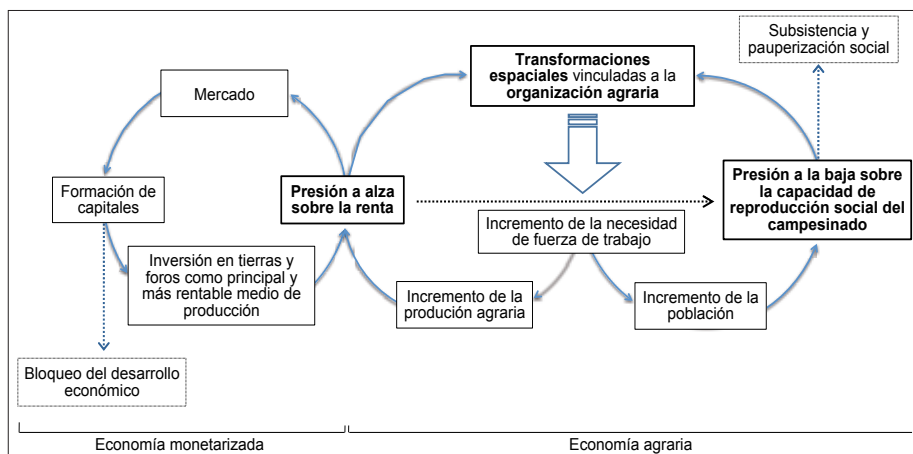 Subsistencia y
pauperización social
Transformaciones
espaciales vinculadas a la
organización agraria
Mercado
Formación de
capitales
Presión a alza
sobre la renta
Presión a la baja sobre
la capacidad de
reproducción social del
campesinado
Incremento de la necesidad
de fuerza de trabajo
Inversión en tierras y
foros como principal y
más rentable medio de
producción
Incremento de la
produción agraria
Incremento de la
población
Bloqueo del desarrollo
económico
Economía monetarizada
Economía agraria